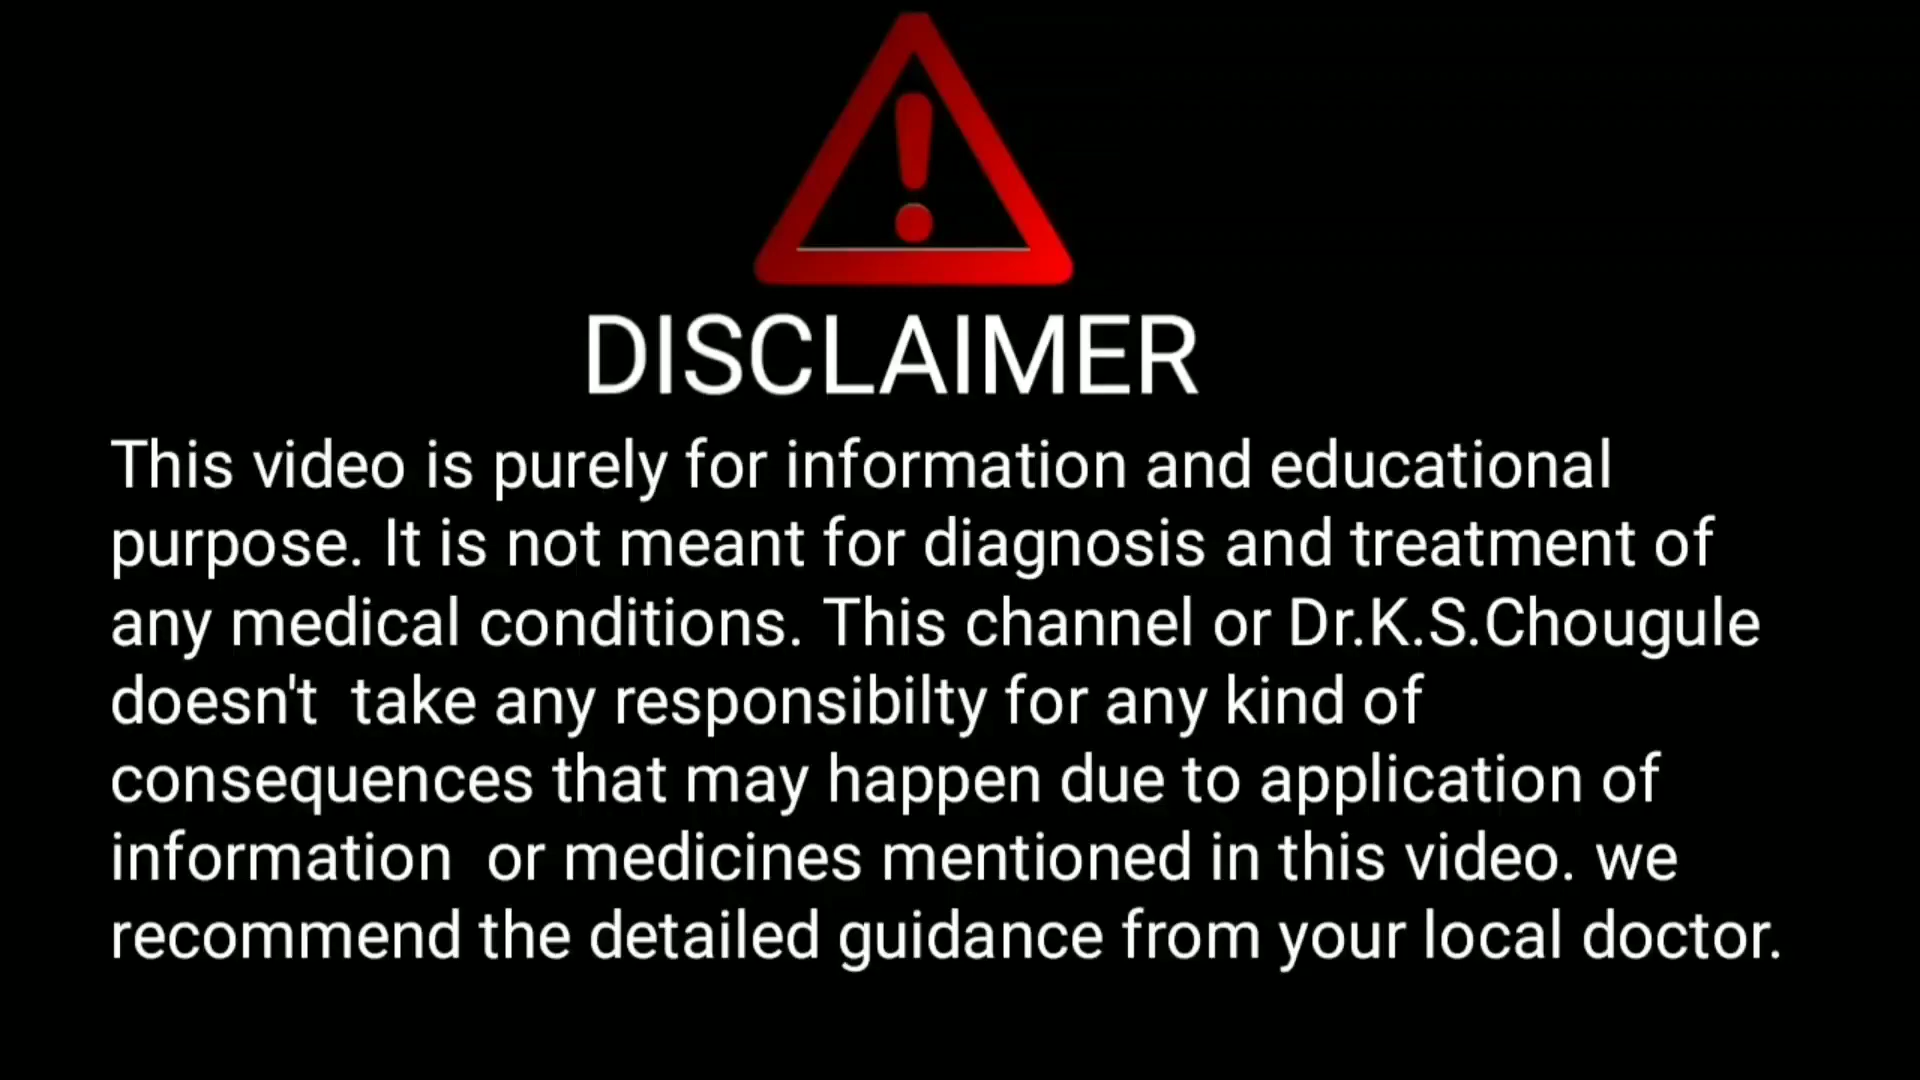 DISCLAIMER
This video is purely for information and educational
purpose. It is not meant for diagnosis and treatment of
any medical conditions. This channel or Dr.K.S.Chougule
doesn't  take any responsibilty for any kind of
consequences that may happen due to application of
information  or medicines mentioned in this video. we
recommend the detailed guidance from your local doctor.